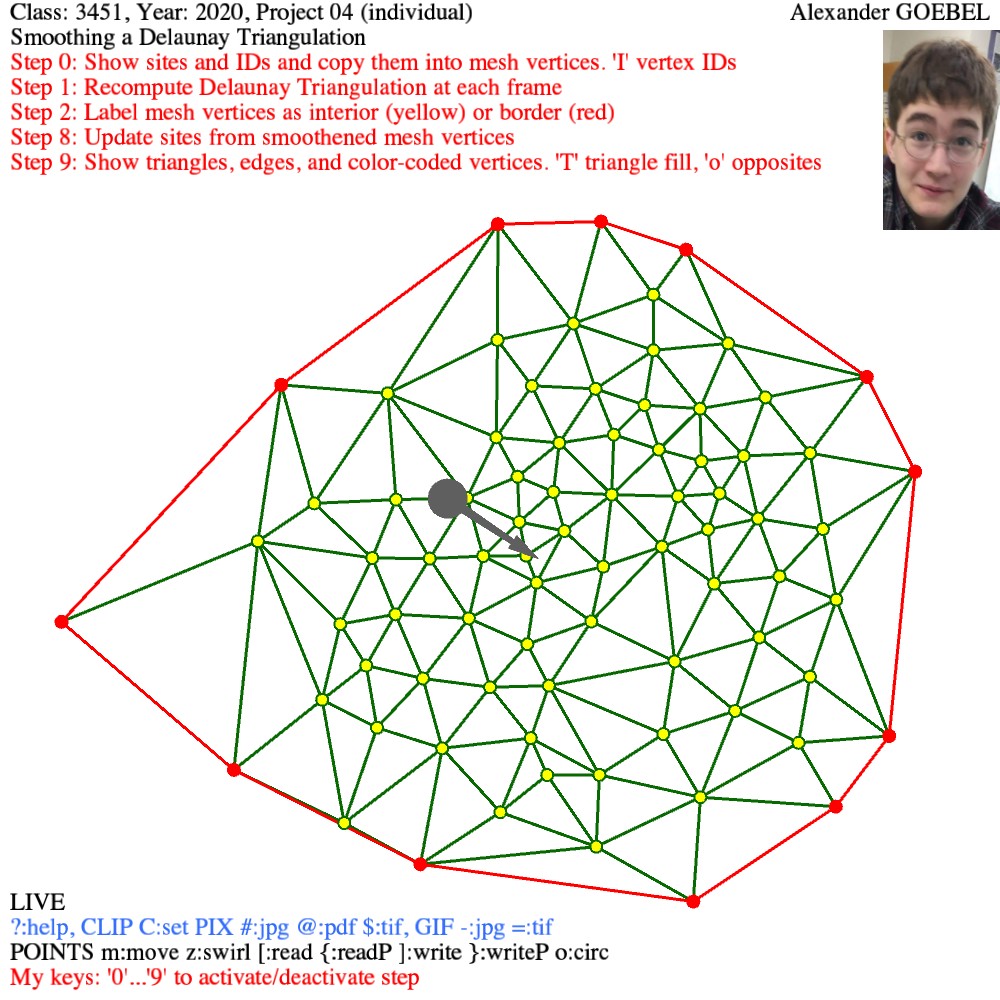 Class: 3451, Year: 2020, Project 04 (individual)
Alexander GOEBEL
Smoothing a Delaunay Triangulation
Step 0: Show sites and IDs and copy them into mesh vertices. 'I' vertex IDs
Step 1: Recompute Delaunay Triangulation at each frame
Step 2: Label mesh vertices as interior (yellow) or border (red)
Step 8: Update sites from smoothened mesh vertices
Step 9: Show triangles, edges, and color-coded vertices. 'T' triangle fill, 'o' opposites
LIVE
?:help, CLIP C:set PIX #:jpg @:pdf $:tif, GIF -:jpg =:tif
POINTS m:move z:swirl [:read {:readP ]:write }:writeP o:circ
My keys: '0'...'9' to activate/deactivate step